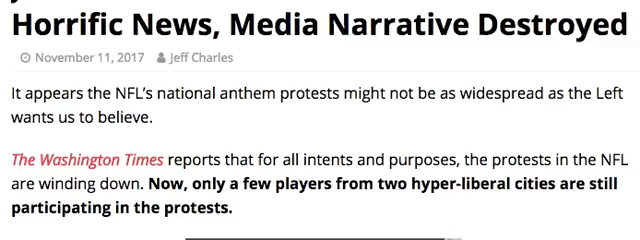 Horrific News, Media Narrative Destroyed
November 11, 2017 Jeff Charles
It appears the NFL's national anthem protests might not be as widespread as the Left
wants us to believe.
The Washington Times reports that for all intents and purposes, the protests in the NFL
are winding down. Now, only a few players from two hyper-liberal cities are still
participating in the protests.